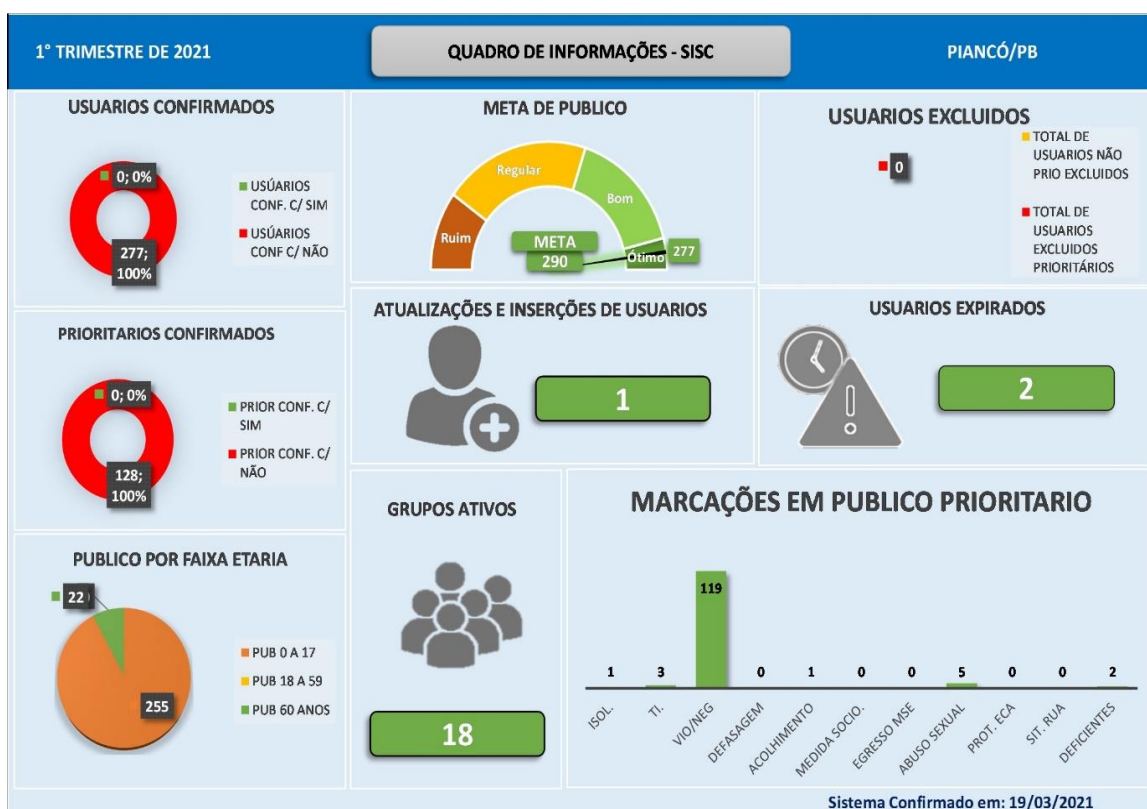 1° TRIMESTRE DE 2021
QUADRO DE INFORMAÇÕES - SISC
PIANCÓ/PB
USUARIOS CONFIRMADOS
0; 0%
277;
100%
USÚÁRIOS
CONF. C/ SIM
USÚÁRIOS
CONF C/ NÃO
META DE PUBLICO
Ruim
Regular
Bom
Ótimo
META
290
277
USUARIOS EXCLUIDOS
0
TOTAL DE
USUARIOS NÃO
PRIO EXCLUIDOS
TOTAL DE
USUARIOS
EXCLUIDOS
PRIORITÁRIOS
PRIORITARIOS CONFIRMADOS
0; 0%
128;
100%
PRIOR CONF. C/
SIM
PRIOR CONF. C/
NÃO
ATUALIZAÇÕES E INSERÇÕES DE USUARIOS
1
USUARIOS EXPIRADOS
2
PUBLICO POR FAIXA ETARIA
22
255
PUB 0 A 17
PUB 18 A 59
PUB 60 ANOS
GRUPOS ATIVOS
18
MARCAÇÕES EM PUBLICO PRIORITARIO
1
3
119
0
1
0
0
5
0
0
2
ISOL.
TI.
VIO/NEG
DEFASAGEM
ACOLHIMENTO
MEDIDA SOCIO.
EGRESSO MSE
ABUSO SEXUAL
PROT. ECA
SIT. RUA
DEFICIENTES
Sistema Confirmado em: 19/03/2021